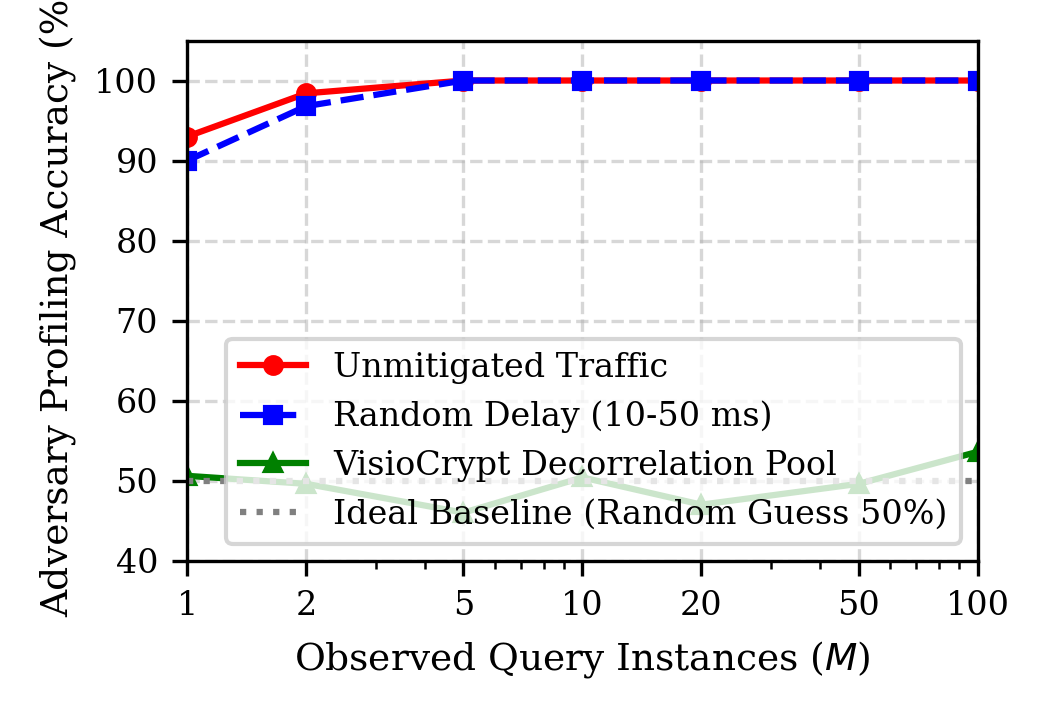 Adversary Profiling Accuracy (%
100
90
80
70
60
50
40
Unmitigated Traffic
Random Delay (10-50 ms)
VisioCrypt Decorrelation Pool
Ideal Baseline (Random Guess 50%)
1 2 5 10 20 50 100
Observed Query Instances (M)